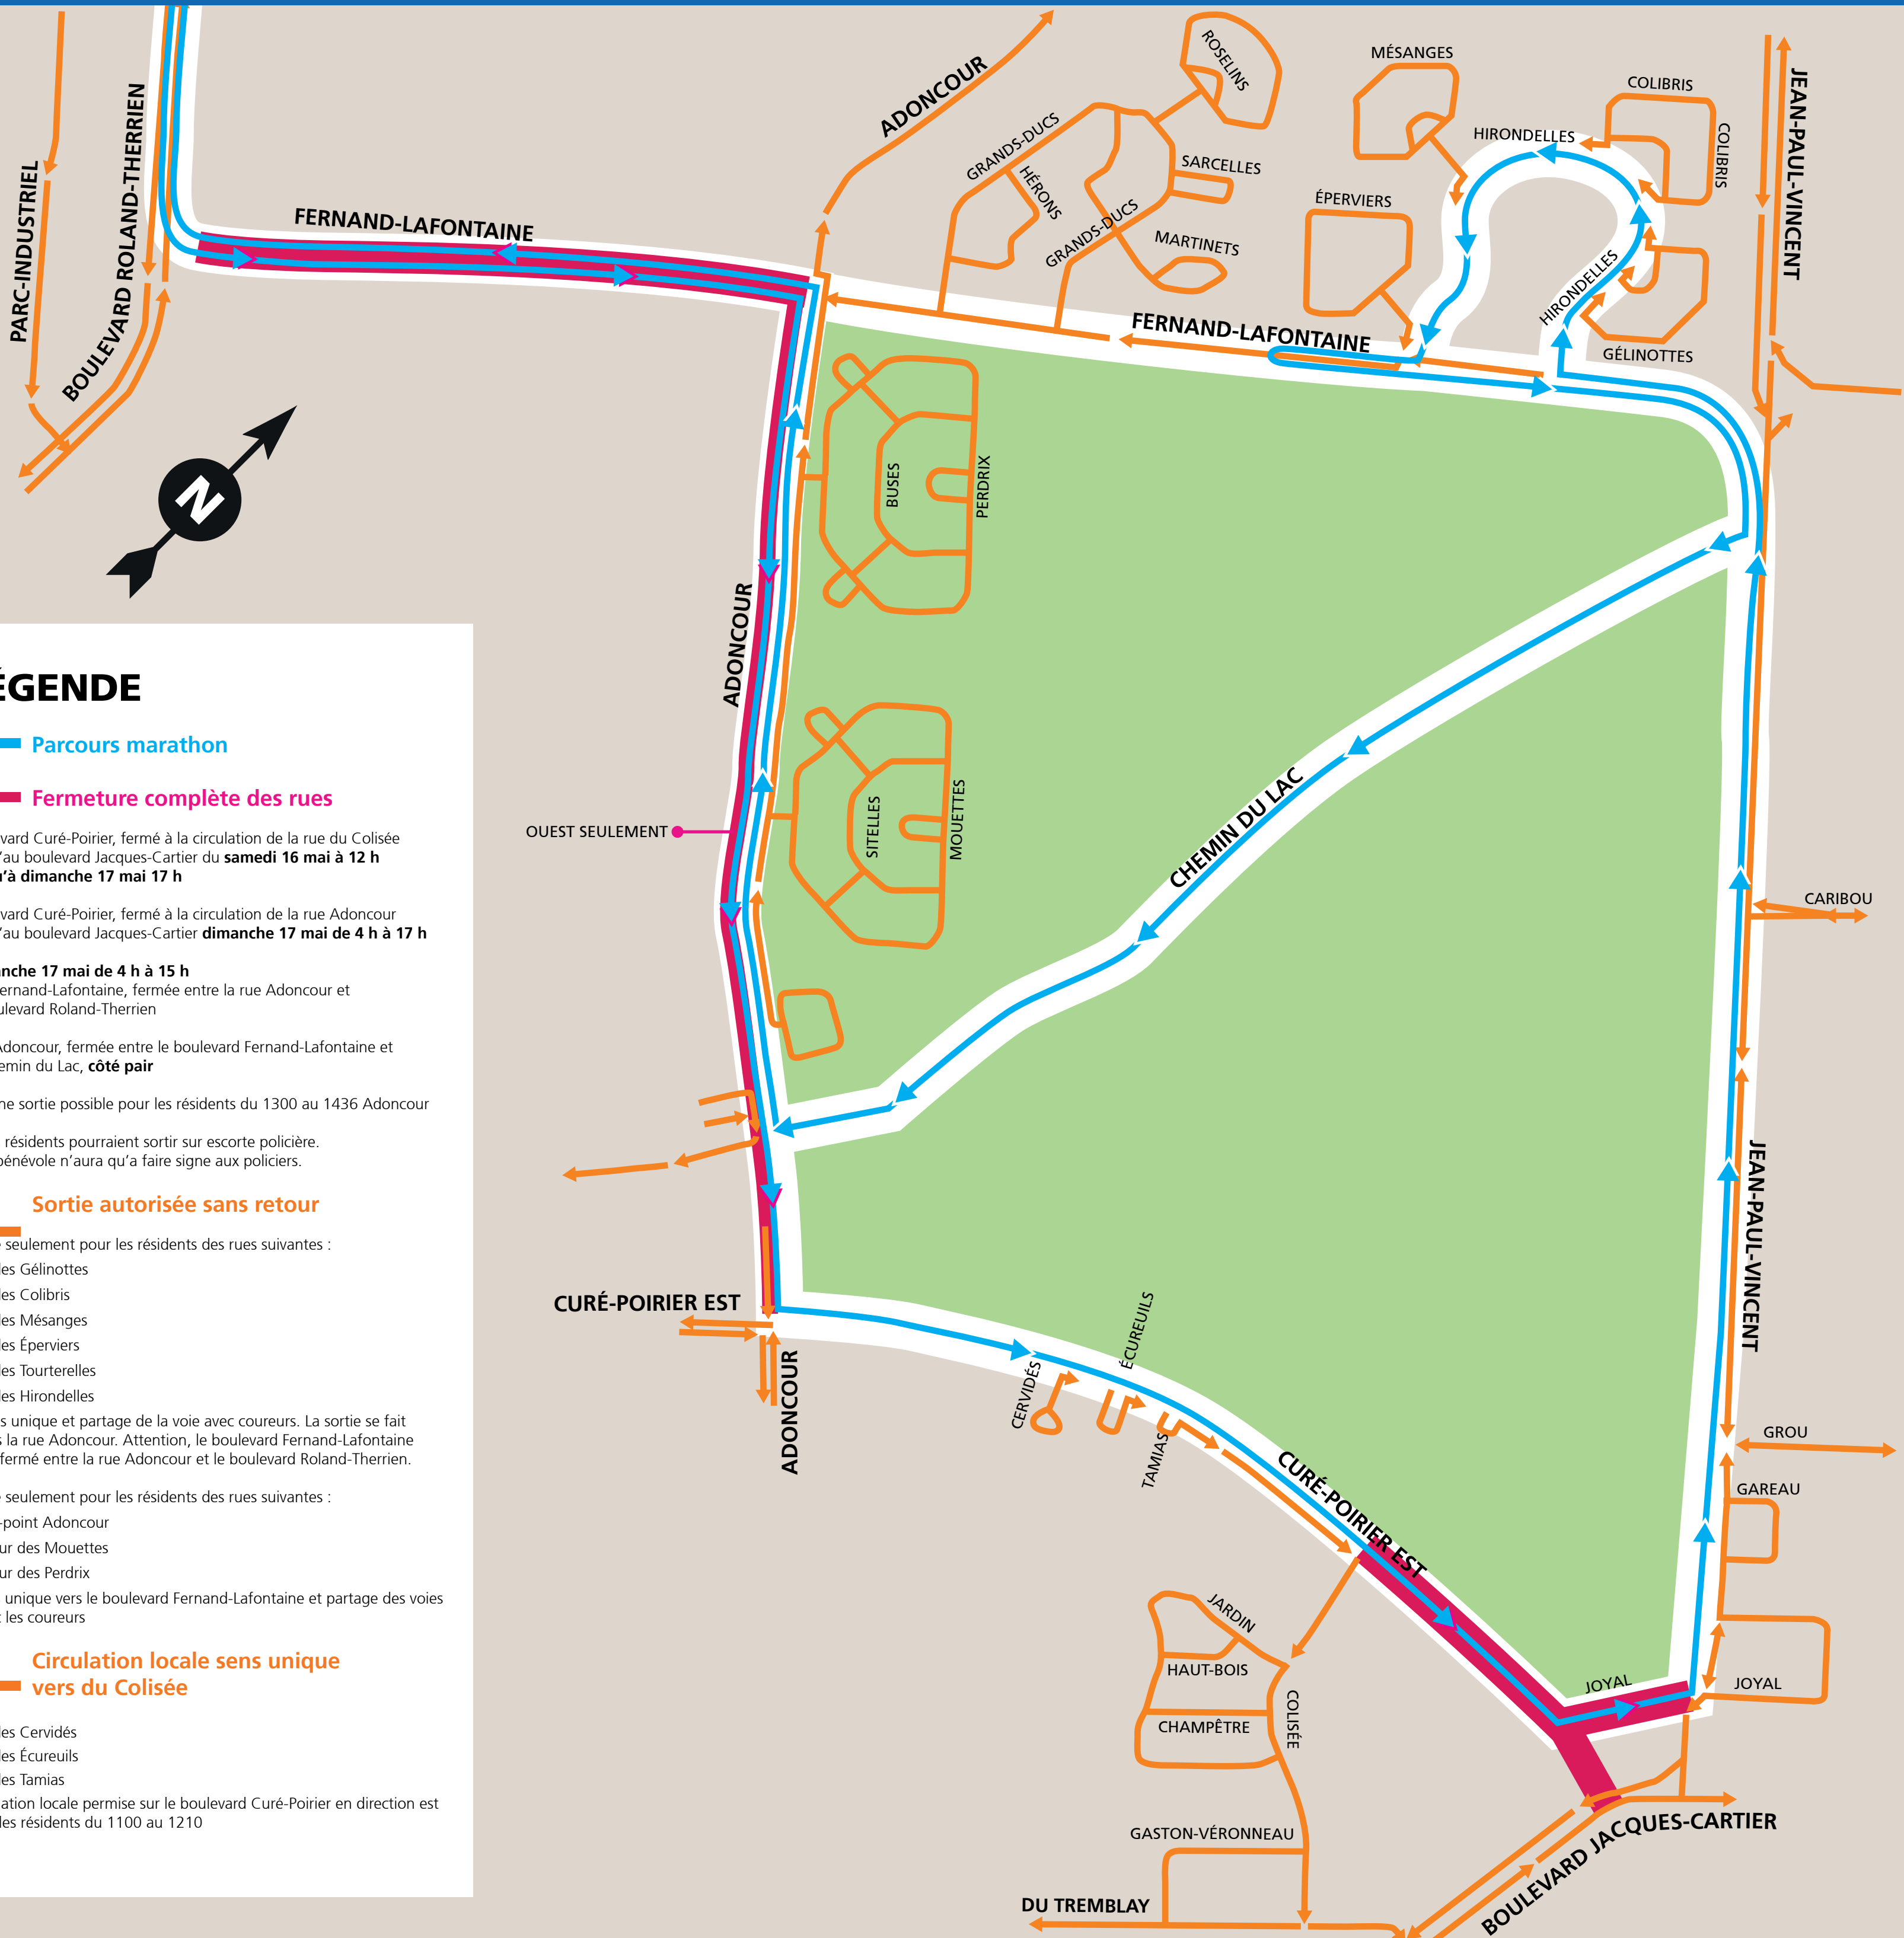 PARC-INDUSTRIEL
BOULEVARD ROLAND-THERRIEN
FERNAND-LAFONTAINE
ADONCOUR
ROSELINS
GRANDS-DUCS
HÉRONS
SARCELLES
GRANDS-DUCS
MARTINETS
MÉSANGES
COLIBRIS
COLIBRIS
HIRONDELLES
ÉPERVIERS
HIRONDELLES
GÉLINOTTES
JEAN-PAUL-VINCENT
FERNAND-LAFONTAINE
N
BUSES
PERDRIX
ADONCOUR
SITELLES
MOUETTES
OUEST SEULEMENT
CHEMIN DU LAC
CARIBOU
JEAN-PAUL-VINCENT
CURÉ-POIRIER EST
ADONCOUR
CERVIDÉS
ÉCUREUILS
TAMIAS
CURÉ-POIRIER EST
GROU
GAREAU
JOYAL
JOYAL
JARDIN
HAUT-BOIS
CHAMPÊTRE
COLISÉE
GASTON-VÉRONNEAU
DU TREMBLAY
BOULEVARD JACQUES-CARTIER
ÉGENDE
Parcours marathon
Fermeture complète des rues
vard Curé-Poirier, fermé à la circulation de la rue du Colisée
'au boulevard Jacques-Cartier du samedi 16 mai à 12 h
u'à dimanche 17 mai 17 h
vard Curé-Poirier, fermé à la circulation de la rue Adoncour
'au boulevard Jacques-Cartier dimanche 17 mai de 4 h à 17 h
anche 17 mai de 4 h à 15 h
Fernand-Lafontaine, fermée entre la rue Adoncour et
ulevard Roland-Therrien
Adoncour, fermée entre le boulevard Fernand-Lafontaine et
emin du Lac, côté pair
ne sortie possible pour les résidents du 1300 au 1436 Adoncour
résidents pourraient sortir sur escorte policière.
bénévole n'aura qu'a faire signe aux policiers.
Sortie autorisée sans retour
e seulement pour les résidents des rues suivantes :
des Gélinottes
des Colibris
des Mésanges
des Éperviers
des Tourterelles
des Hirondelles
s unique et partage de la voie avec coureurs. La sortie se fait
s la rue Adoncour. Attention, le boulevard Fernand-Lafontaine
fermé entre la rue Adoncour et le boulevard Roland-Therrien.
e seulement pour les résidents des rues suivantes :
-point Adoncour
ur des Mouettes
ur des Perdrix
unique vers le boulevard Fernand-Lafontaine et partage des voies
c les coureurs
Circulation locale sens unique
vers du Colisée
des Cervidés
des Écureuils
des Tamias
ation locale permise sur le boulevard Curé-Poirier en direction est
des résidents du 1100 au 1210